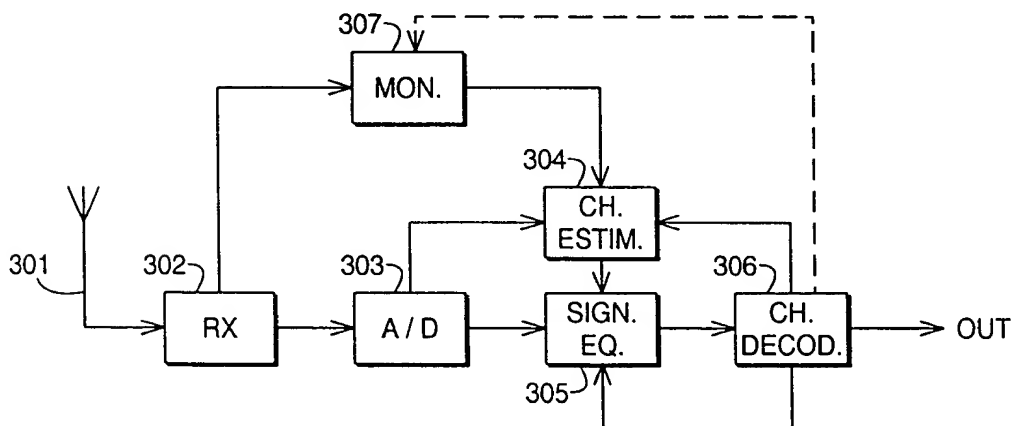 307
MON.
304
CH.
ESTIM.
301
302
303
306
RX
A / D
SIGN.
EQ.
CH.
DECOD.
OUT
305